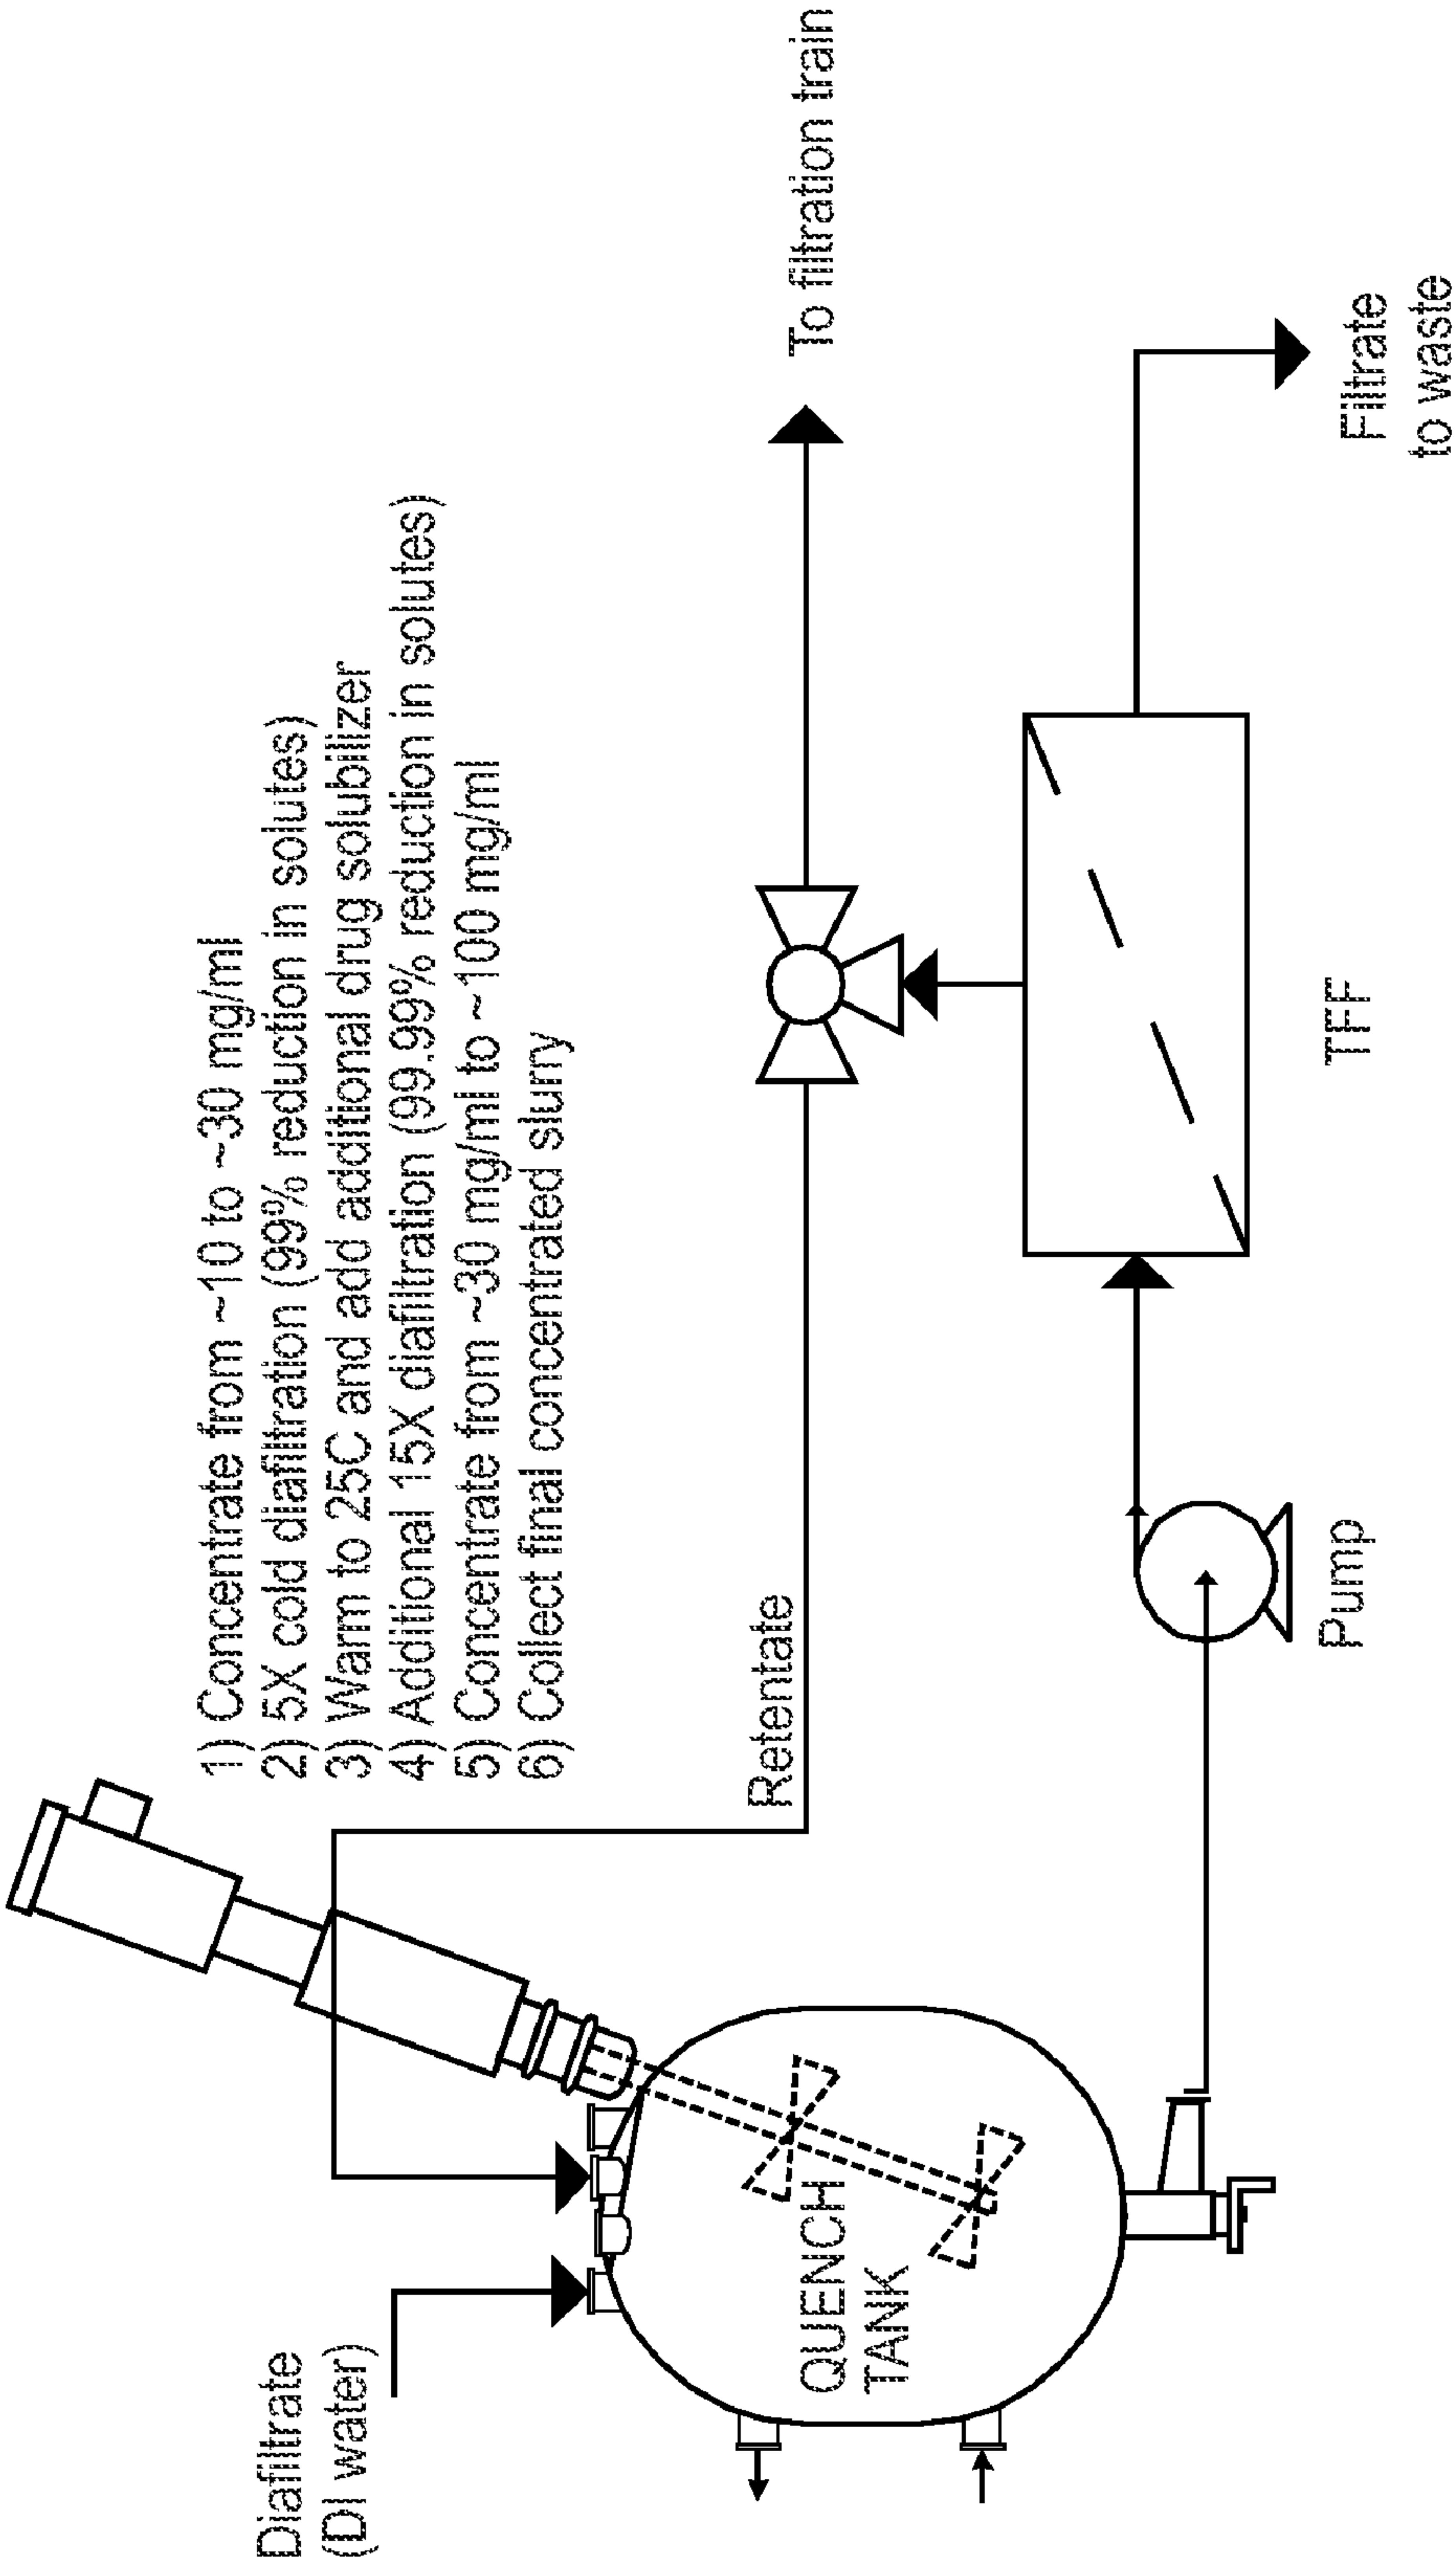 1) Concentrate from ~10 to ~30 mg/ml
2) 5X cold diafiltration (99% reduction in solutes)
3) Warm to 25C and add additional drug solubilizer
4) Additional 15X diafiltration (99.99% reduction in solutes)
5) Concentrate from ~30 mg/ml to ~100 mg/ml
6) Collect final concentrated slurry
Diafiltrate
(DI water)
Retentate
To filtration train
QUENCH
TANK
Pump
TFF
Filtrate
to waste